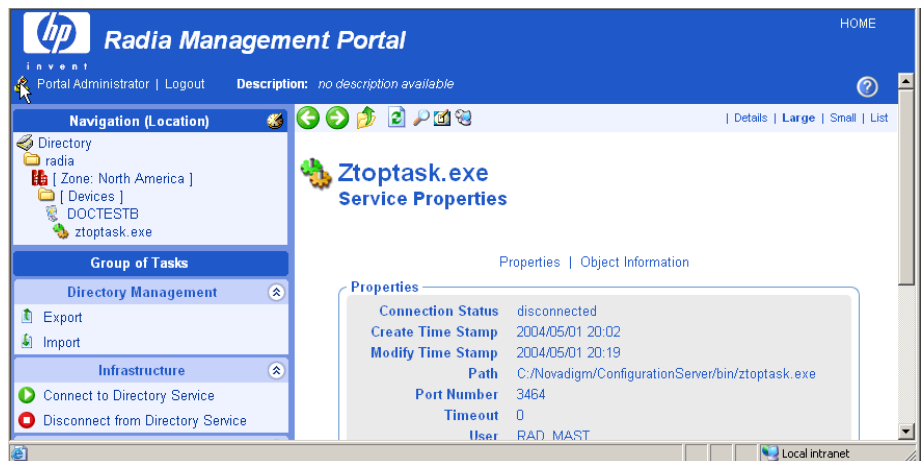 HOME
hp
Radia Management Portal
invent
Portal Administrator | Logout
Description: no description available
Navigation (Location)
| Details | Large | Small | List
Directory
radia
[ Zone: North America ]
[ Devices ]
DOCTESTB
ztoptask.exe
Ztoptask.exe
Service Properties
Group of Tasks
Properties | Object Information
Directory Management
Export
Import
Infrastructure
Connect to Directory Service
Disconnect from Directory Service
Properties
Connection Status disconnected
Create Time Stamp 2004/05/01 20:02
Modify Time Stamp 2004/05/01 20:19
Path C:/Novadigm/ConfigurationServer/bin/ztoptask.exe
Port Number 3464
Timeout 0
User RAD_MAST
Local intranet